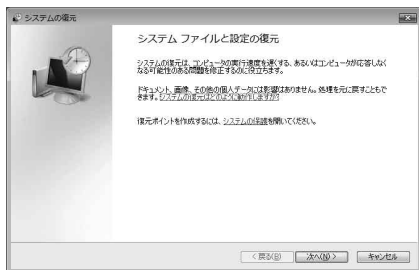 システムの復元
システム ファイルと設定の復元
システムの復元は、コンピュータの実行速度を遅くする、あるいはコンピュータが応答しなく
なる可能性のある問題を修正するのに役立ちます。
ドキュメント、画像、その他の個人データには影響はありません。処理を元に戻すこともで
きます。システムの復元はどのように動作しますか?
復元ポイントを作成するには、システムの保護を開いてください。
< 戻る(B)
次へ(N) >
キャンセル